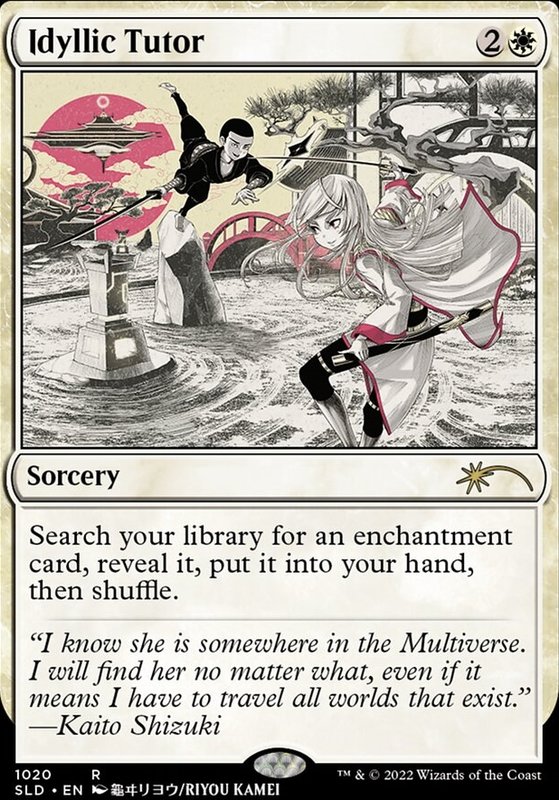 Idyllic Tutor 2
Sorcery
Search your library for an enchantment
card, reveal it, put it into your hand,
then shuffle.
“I know she is somewhere in the Multiverse.
I will find her no matter what, even if it
means I have to travel all worlds that exist.”
—Kaito Shizuki
1020 R
SLD • EN 龜ヰリヨウ/RIYOU KAMEI
™ & © 2022 Wizards of the Coast